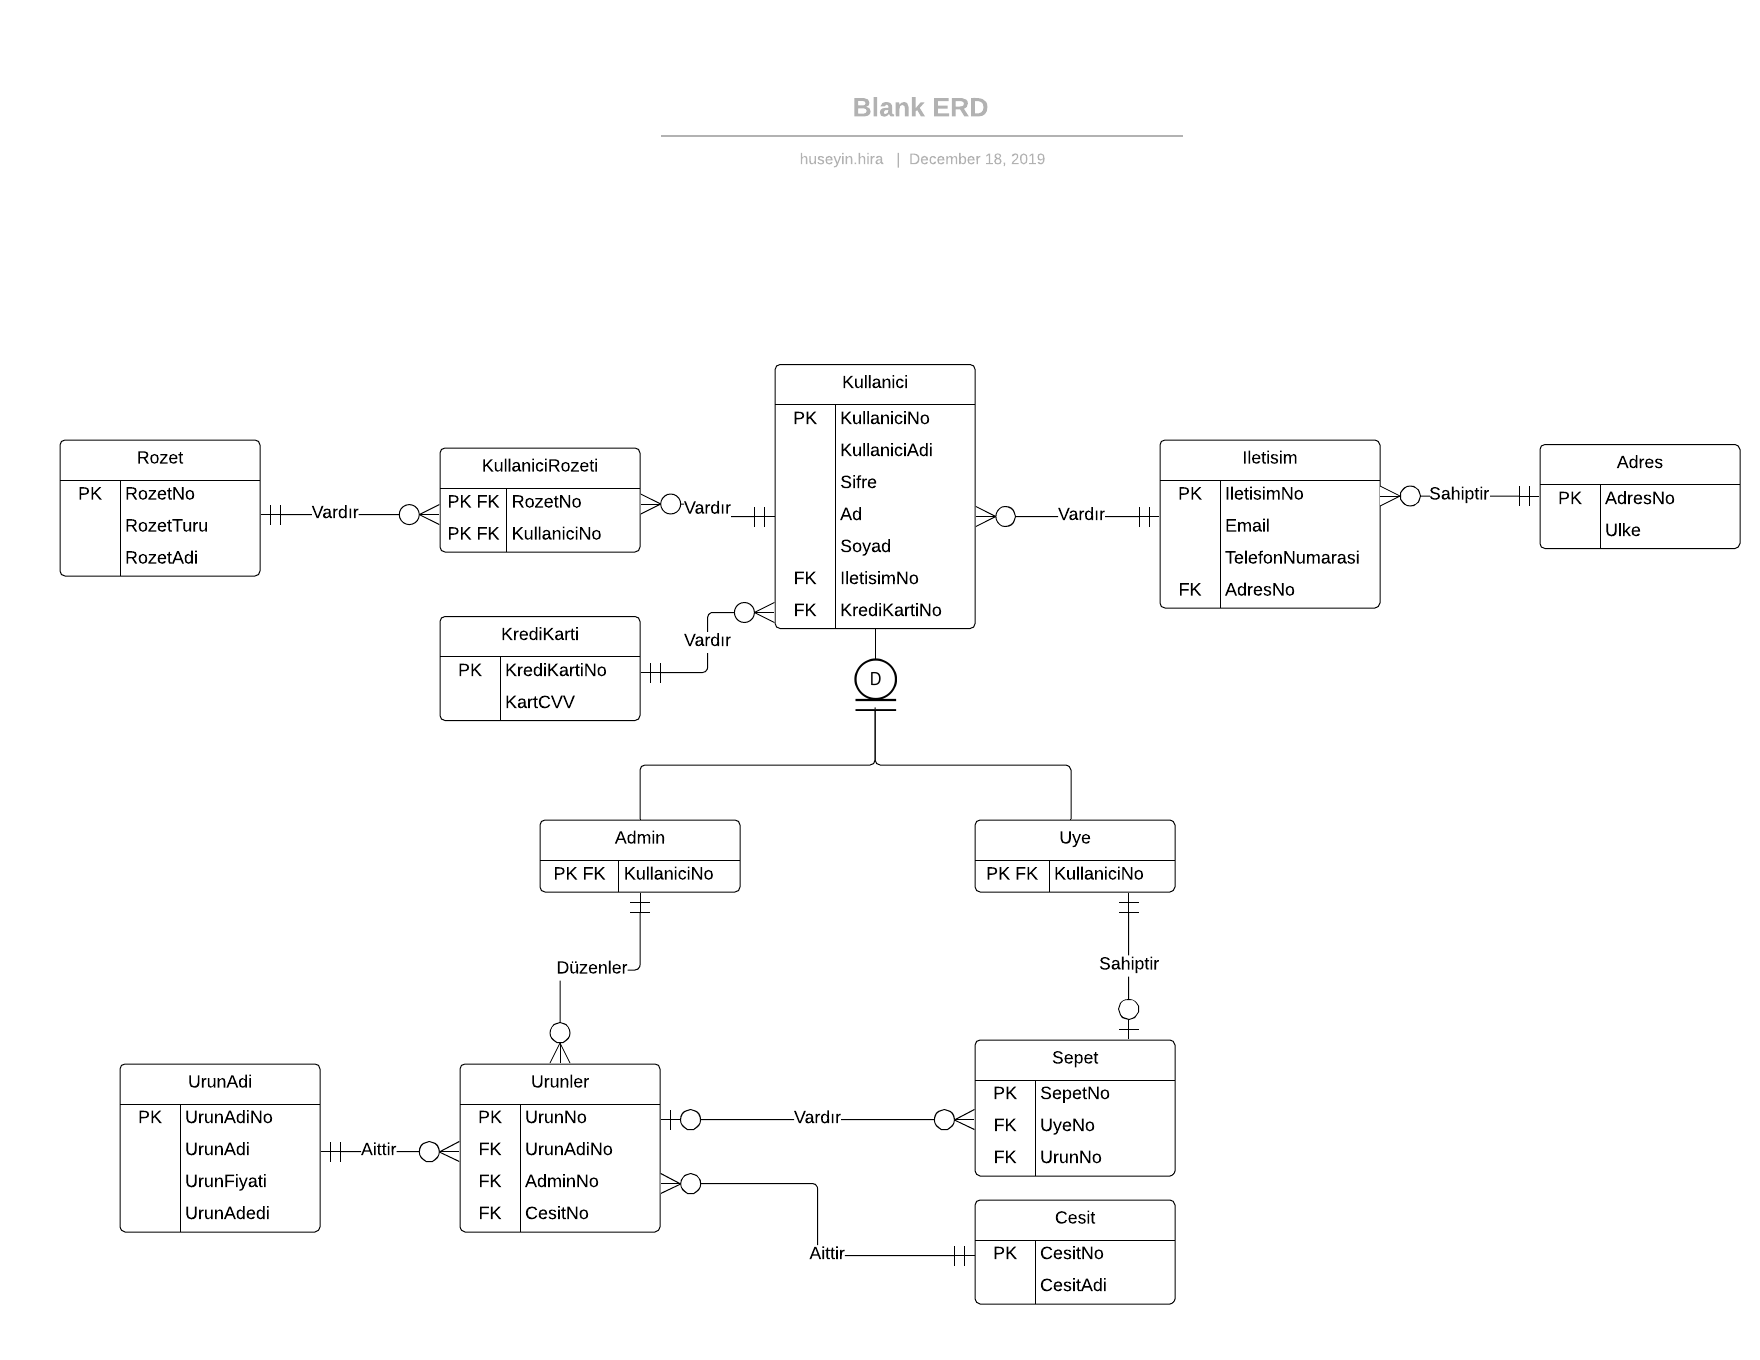 Blank ERD
huseyin.hira | December 18, 2019
Kullanici
PK KullaniciNo
KullaniciAdi
Sifre
Ad
Soyad
FK IletisimNo
FK KrediKartiNo
Rozet
PK RozetNo
RozetTuru
RozetAdi
Vardır
KullaniciRozeti
PK FK RozetNo
PK FK KullaniciNo
Vardır
Vardır
Iletisim
PK IletisimNo
Email
TelefonNumarasi
FK AdresNo
Sahiptir
Adres
PK AdresNo
Ulke
KrediKarti
PK KrediKartiNo
KartCVV
Vardır
D
Admin
PK FK KullaniciNo
Uye
PK FK KullaniciNo
Düzenler
Sahiptir
UrunAdi
PK UrunAdiNo
UrunAdi
UrunFiyati
UrunAdedi
Aittir
Urunler
PK UrunNo
FK UrunAdiNo
FK AdminNo
FK CesitNo
Vardır
Sepet
PK SepetNo
FK UyeNo
FK UrunNo
Aittir
Cesit
PK CesitNo
CesitAdi